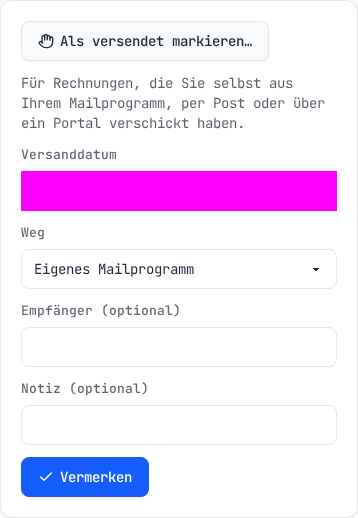 Als versendet markieren…
Für Rechnungen, die Sie selbst aus
Ihrem Mailprogramm, per Post oder über
ein Portal verschickt haben.
Versanddatum
Weg
Eigenes Mailprogramm
Empfänger (optional)
Notiz (optional)
Vermerken